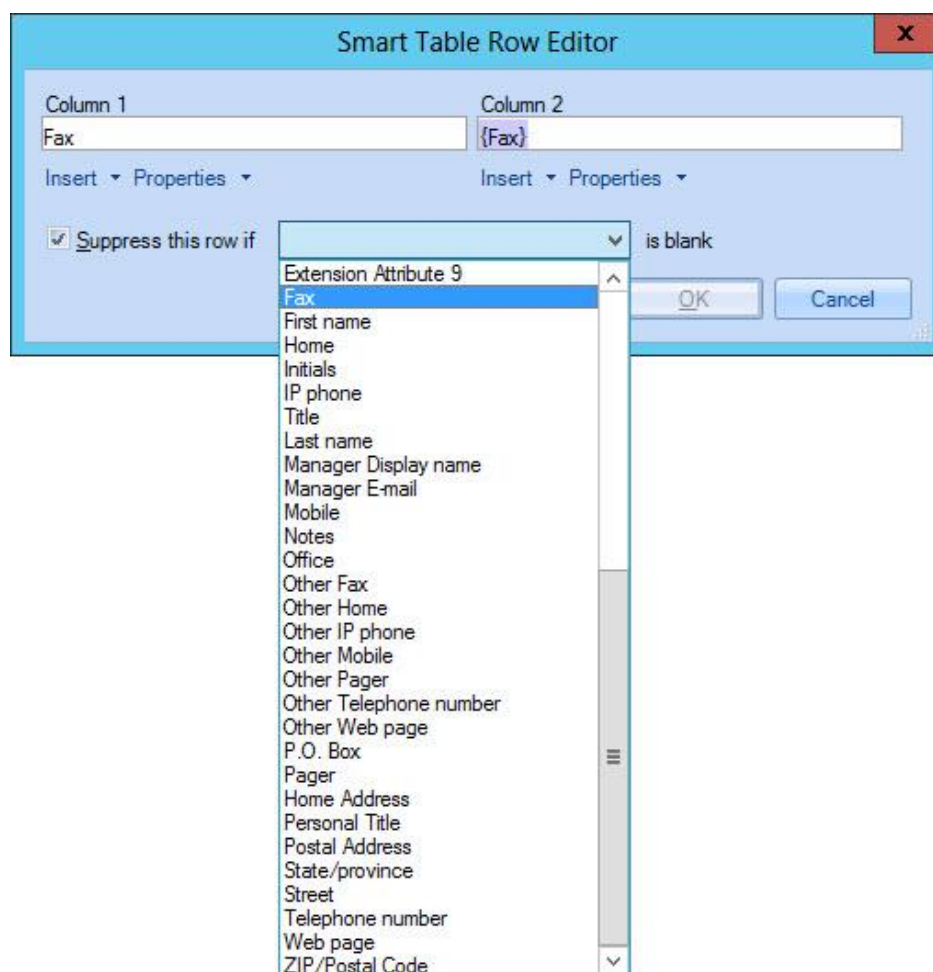 Smart Table Row Editor
x
Column 1 Column 2
Fax {Fax}
Insert Properties Insert Properties
Suppress this row if is blank
Extension Attribute 9
Fax
OK Cancel
First name
Home
Initials
IP phone
Title
Last name
Manager Display name
Manager E-mail
Mobile
Notes
Office
Other Fax
Other Home
Other IP phone
Other Mobile
Other Pager
Other Telephone number
Other Web page
P.O. Box
Pager
Home Address
Personal Title
Postal Address
State/province
Street
Telephone number
Web page
ZIP/Postal Code